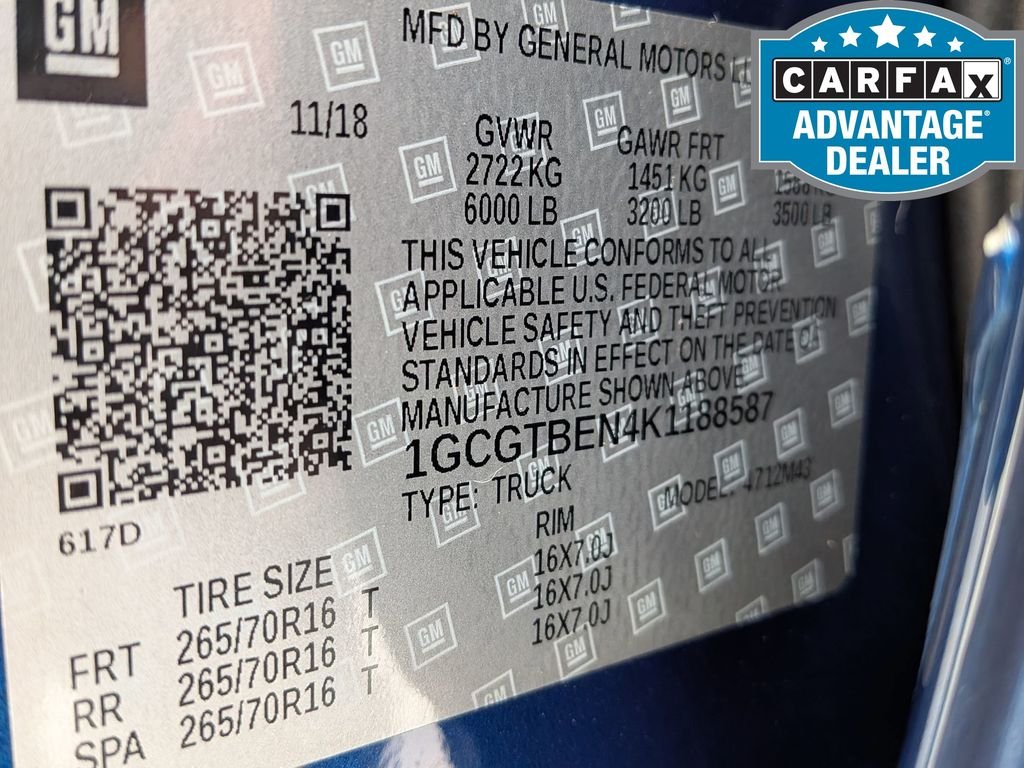 GM
MFD BY GENERAL MOTORS
11/18
GVWR GAWR FRT
2722 KG 1451 KG
6000 LB 3200 LB 3500 LB
THIS VEHICLE CONFORMS TO ALL
APPLICABLE U.S. FEDERAL MOTOR
VEHICLE SAFETY AND THEFT PREVENTION
STANDARDS IN EFFECT ON THE DATE OF
MANUFACTURE SHOWN ABOVE
1GCGTBEN4K1188587
TYPE: TRUCK MODEL: 4712M43
617D
TIRE SIZE RIM
FRT 265/70R16 T 16X7.0J
RR 265/70R16 T 16X7.0J
SPA 265/70R16 T 16X7.0J
CARFAX®
ADVANTAGE®
DEALER